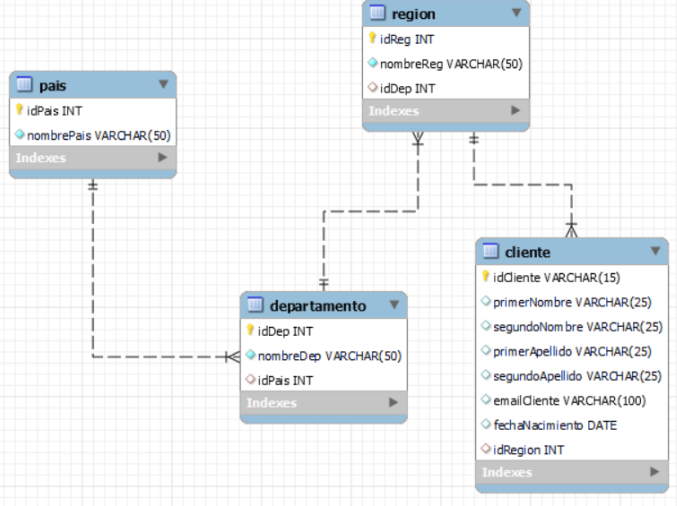 region
idReg INT
nombreReg VARCHAR(50)
idDep INT
Indexes
pais
idPais INT
nombrePais VARCHAR(50)
Indexes
departamento
idDep INT
nombreDep VARCHAR(50)
idPais INT
Indexes
cliente
idCliente VARCHAR(15)
primerNombre VARCHAR(25)
segundoNombre VARCHAR(25)
primerApellido VARCHAR(25)
segundoApellido VARCHAR(25)
emailCliente VARCHAR(100)
fechaNacimiento DATE
idRegion INT
Indexes